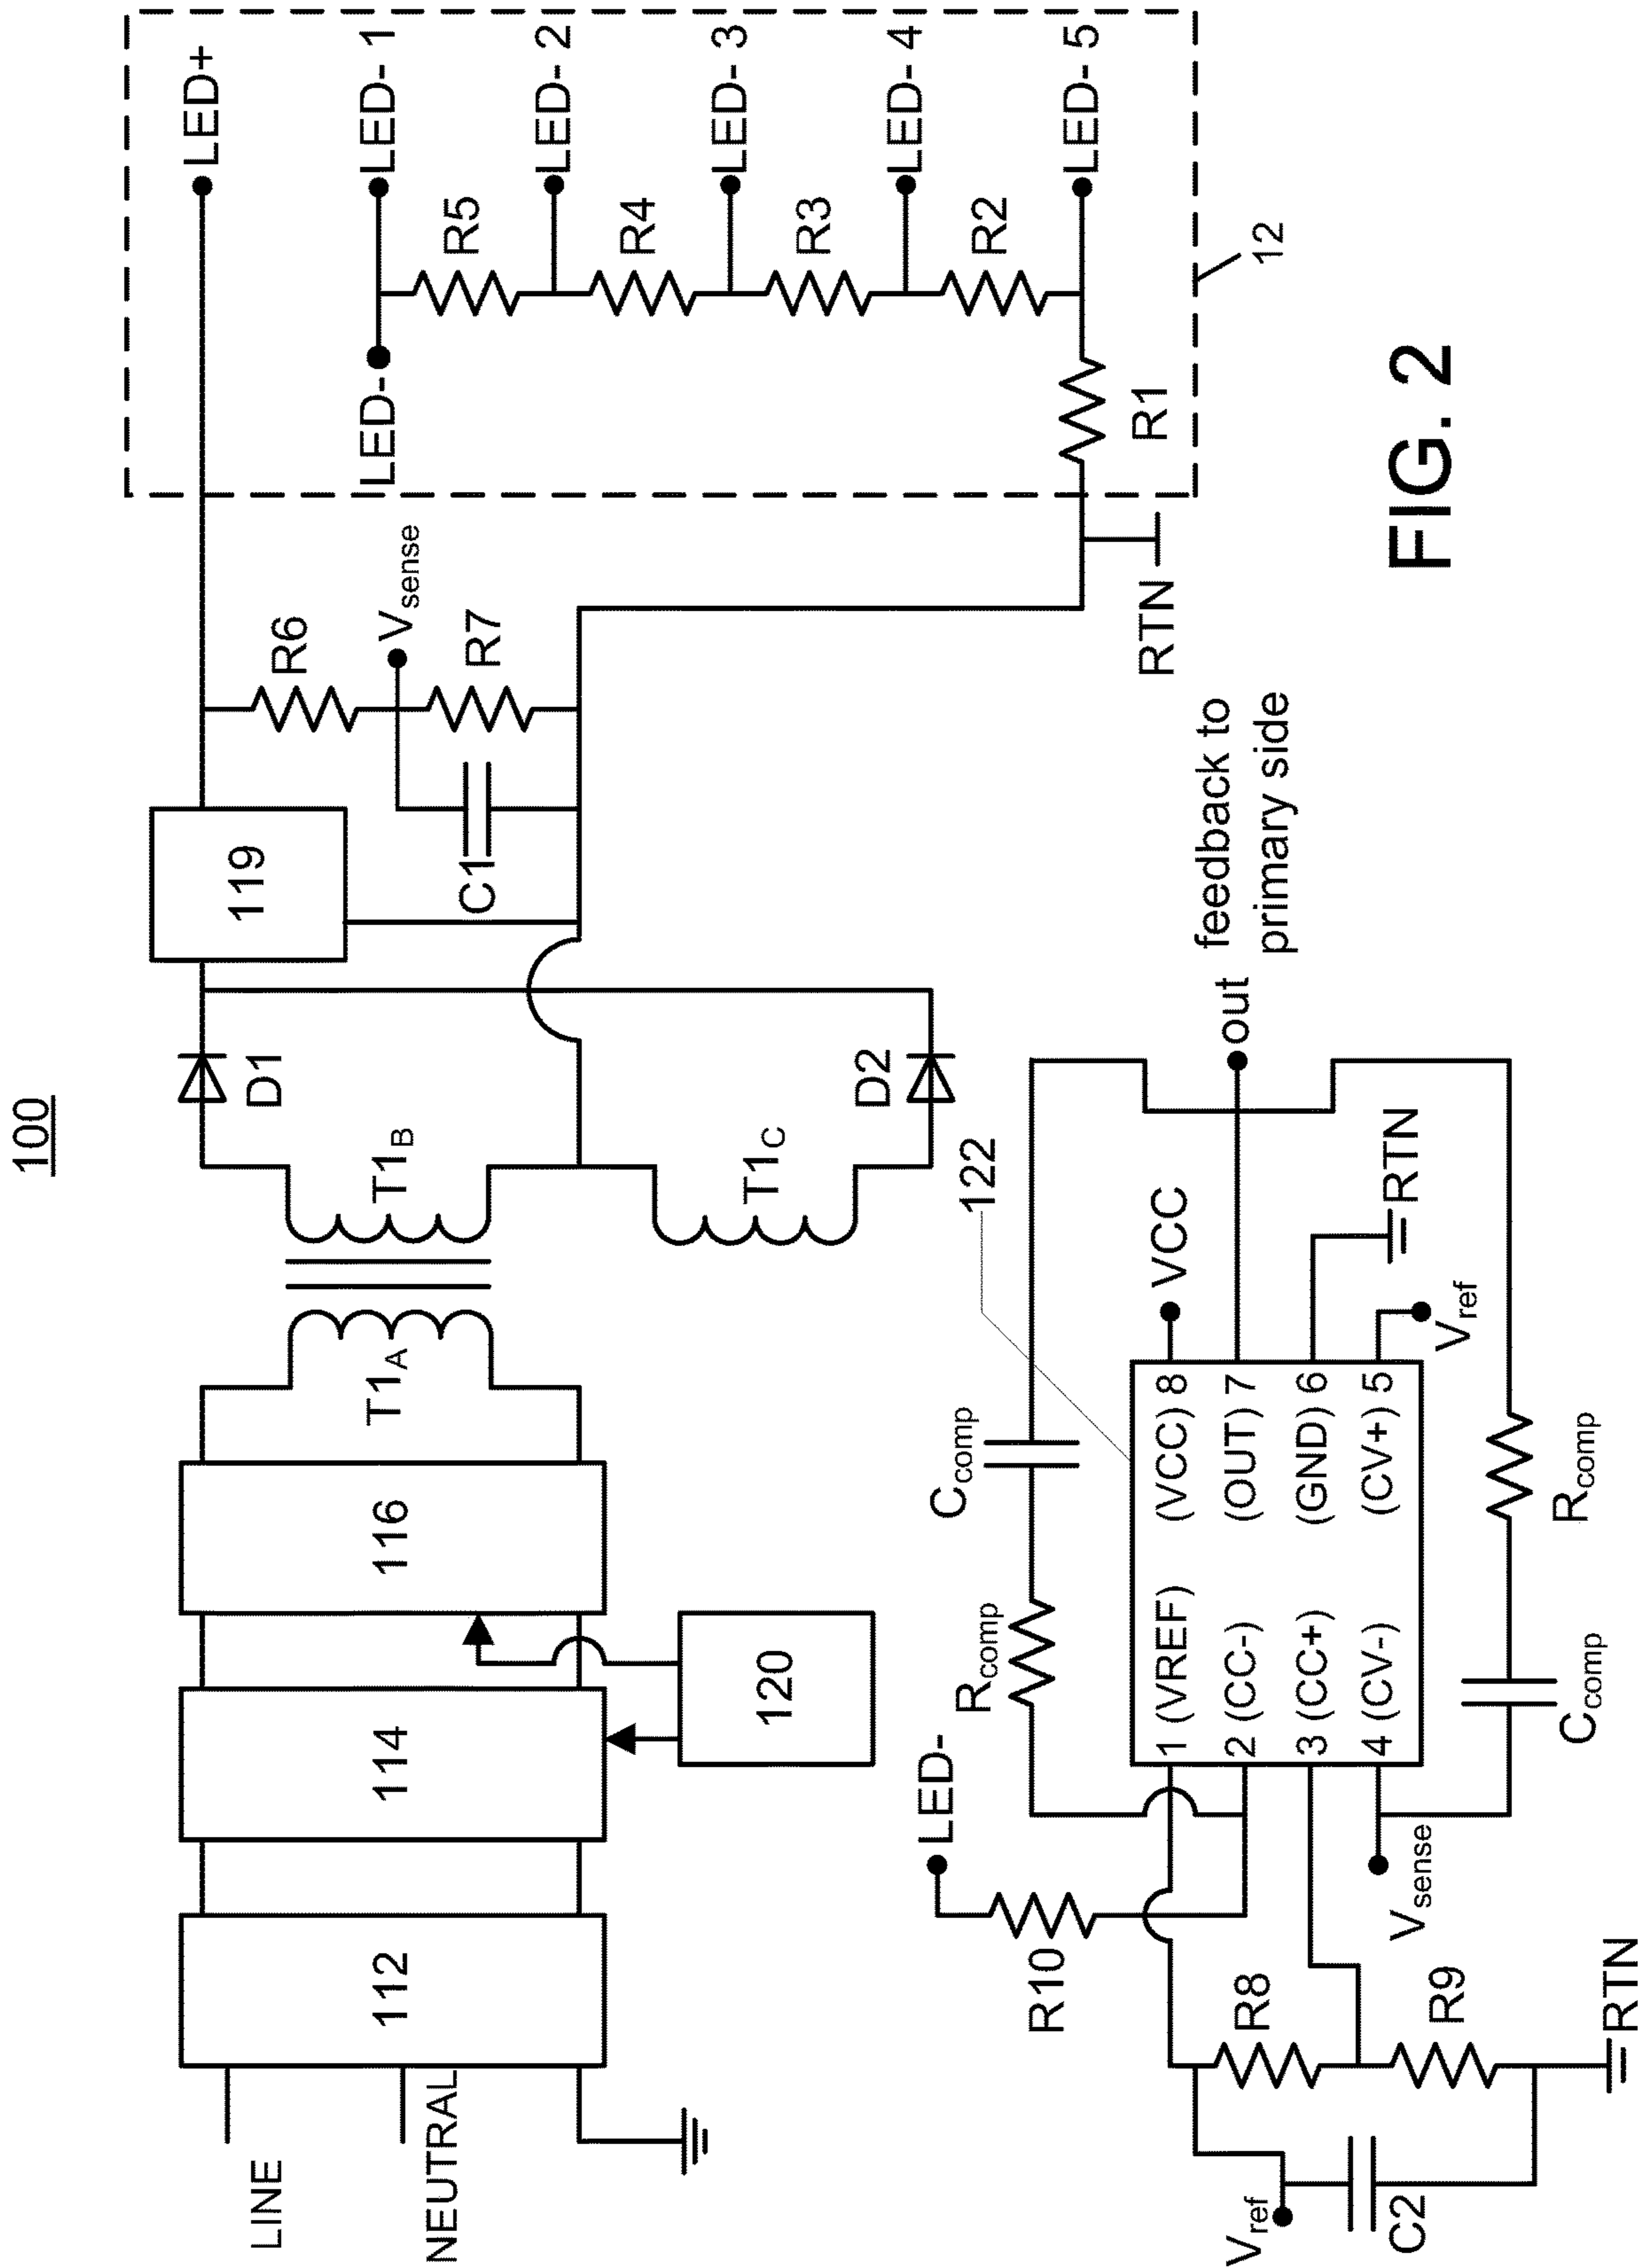 100
LINE
NEUTRAL
112
114
116
120
T1A
T1B
T1C
D1
D2
119
C1
R6
Vsense
R7
RTN
LED+
LED-
LED- 1
R5
LED- 2
R4
LED- 3
R3
LED- 4
R2
LED- 5
R1
12
Vref
C2
R8
R9
RTN
R10
LED-
Vsense
Rcomp
Ccomp
122
1 (VREF)
(VCC) 8
2 (CC-)
(OUT) 7
3 (CC+)
(GND) 6
4 (CV-)
(CV+) 5
VCC
RTN
Vref
Ccomp
Rcomp
out
feedback to
primary side
FIG. 2